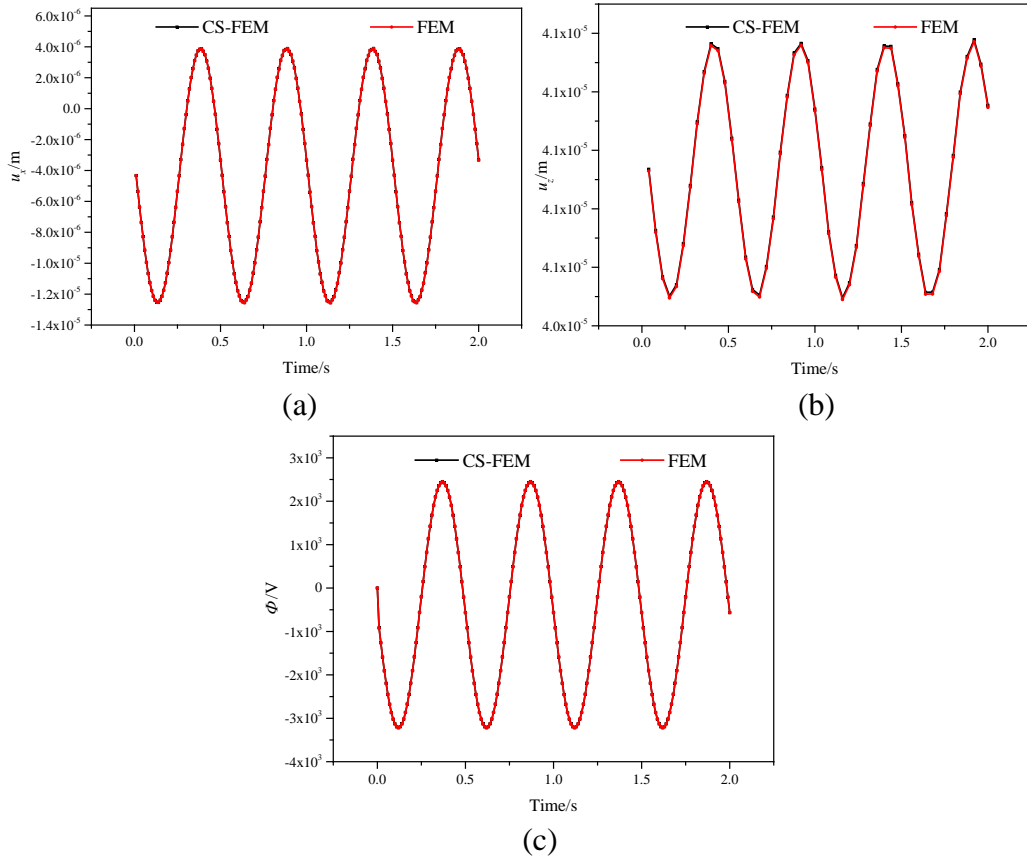 CS-FEM FEM
6.0x10⁻⁶
4.0x10⁻⁶
2.0x10⁻⁶
0.0
-2.0x10⁻⁶
-4.0x10⁻⁶
-6.0x10⁻⁶
-8.0x10⁻⁶
-1.0x10⁻⁵
-1.2x10⁻⁵
-1.4x10⁻⁵
uₓ/m
0.0 0.5 1.0 1.5 2.0
Time/s
(a)
CS-FEM FEM
4.1x10⁻⁵
4.1x10⁻⁵
4.1x10⁻⁵
4.1x10⁻⁵
4.1x10⁻⁵
4.0x10⁻⁵
u_z/m
0.0 0.5 1.0 1.5 2.0
Time/s
(b)
CS-FEM FEM
3x10³
2x10³
1x10³
0
-1x10³
-2x10³
-3x10³
-4x10³
Φ/V
0.0 0.5 1.0 1.5 2.0
Time/s
(c)